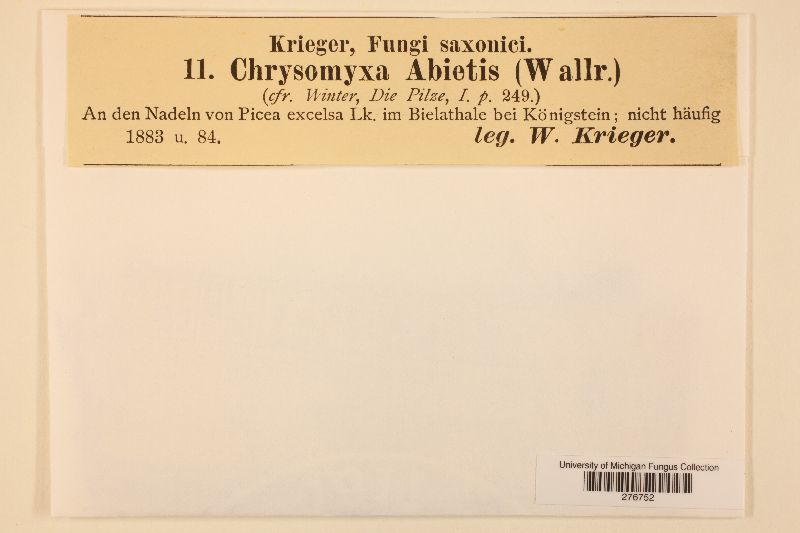 Krieger, Fungi saxonici.
11. Chrysomyxa Abietis (Wallr.)
(cfr. Winter, Die Pilze, I. p. 249.)
An den Nadeln von Picea excelsa Lk. im Bielathale bei Königstein; nicht häufig
1883 u. 84. leg. W. Krieger.
University of Michigan Fungus Collection
276752